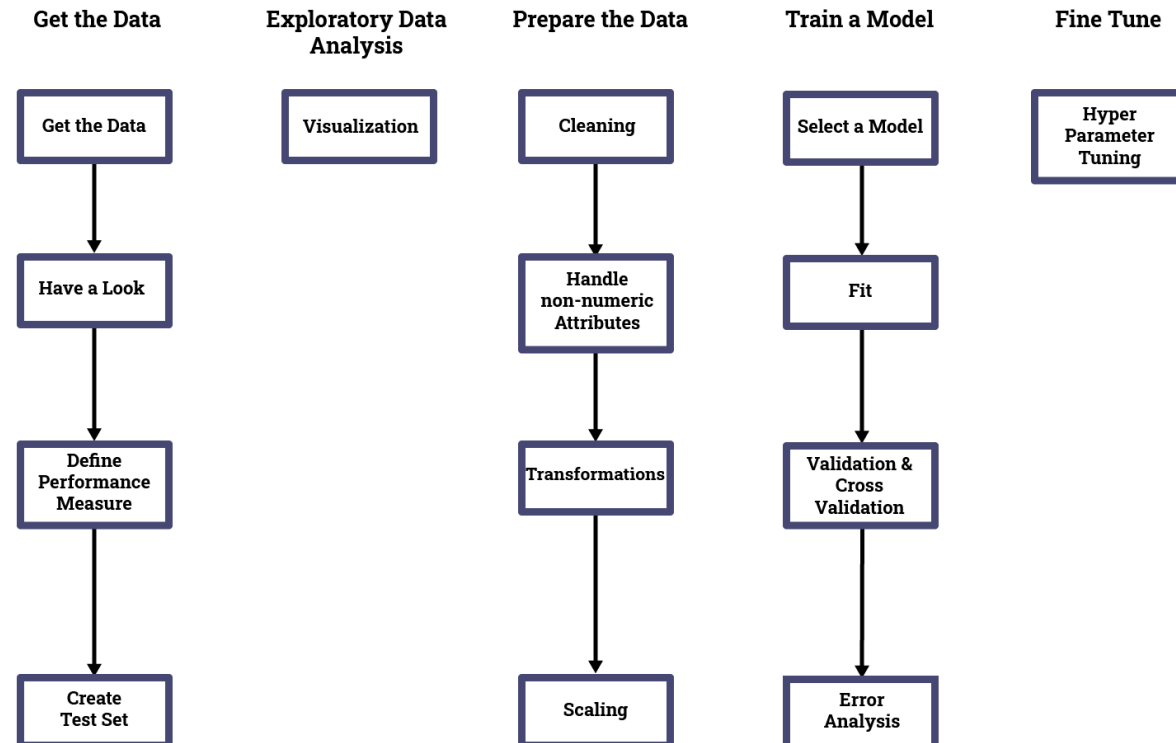 Get the Data
Exploratory Data
Analysis
Prepare the Data
Train a Model
Fine Tune
Get the Data
Have a Look
Define
Performance
Measure
Create
Test Set
Visualization
Cleaning
Handle
non-numeric
Attributes
Transformations
Scaling
Select a Model
Fit
Validation &
Cross
Validation
Error
Analysis
Hyper
Parameter
Tuning